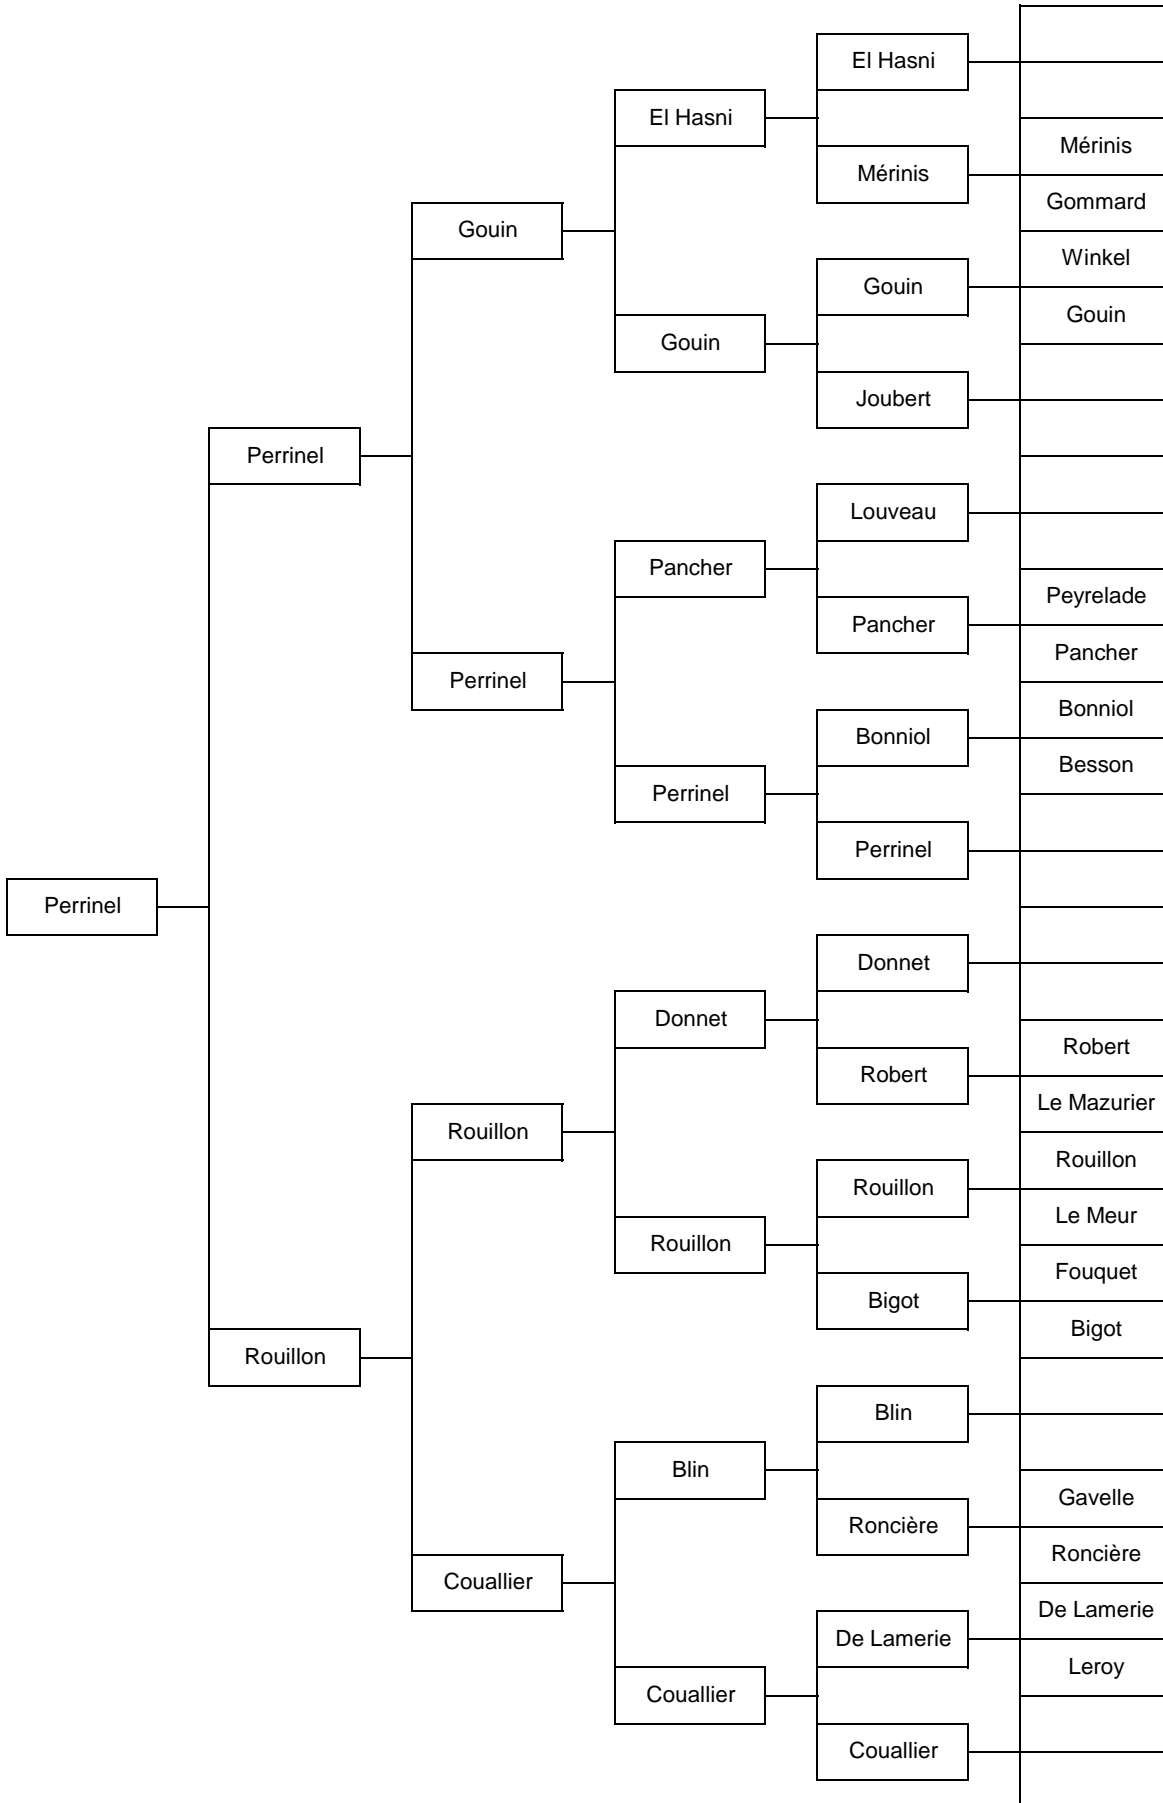 El Hasni
El Hasni
Mérinis
Mérinis
Gommard
Gouin
Winkel
Gouin
Gouin
Gouin
Joubert
Perrinel
Louveau
Pancher
Peyrelade
Pancher
Pancher
Perrinel
Bonniol
Bonniol
Besson
Perrinel
Perrinel
Perrinel
Donnet
Donnet
Robert
Robert
Le Mazurier
Rouillon
Rouillon
Rouillon
Le Meur
Rouillon
Fouquet
Bigot
Bigot
Rouillon
Blin
Blin
Gavelle
Roncière
Roncière
Couallier
De Lamerie
De Lamerie
Leroy
Couallier
Couallier